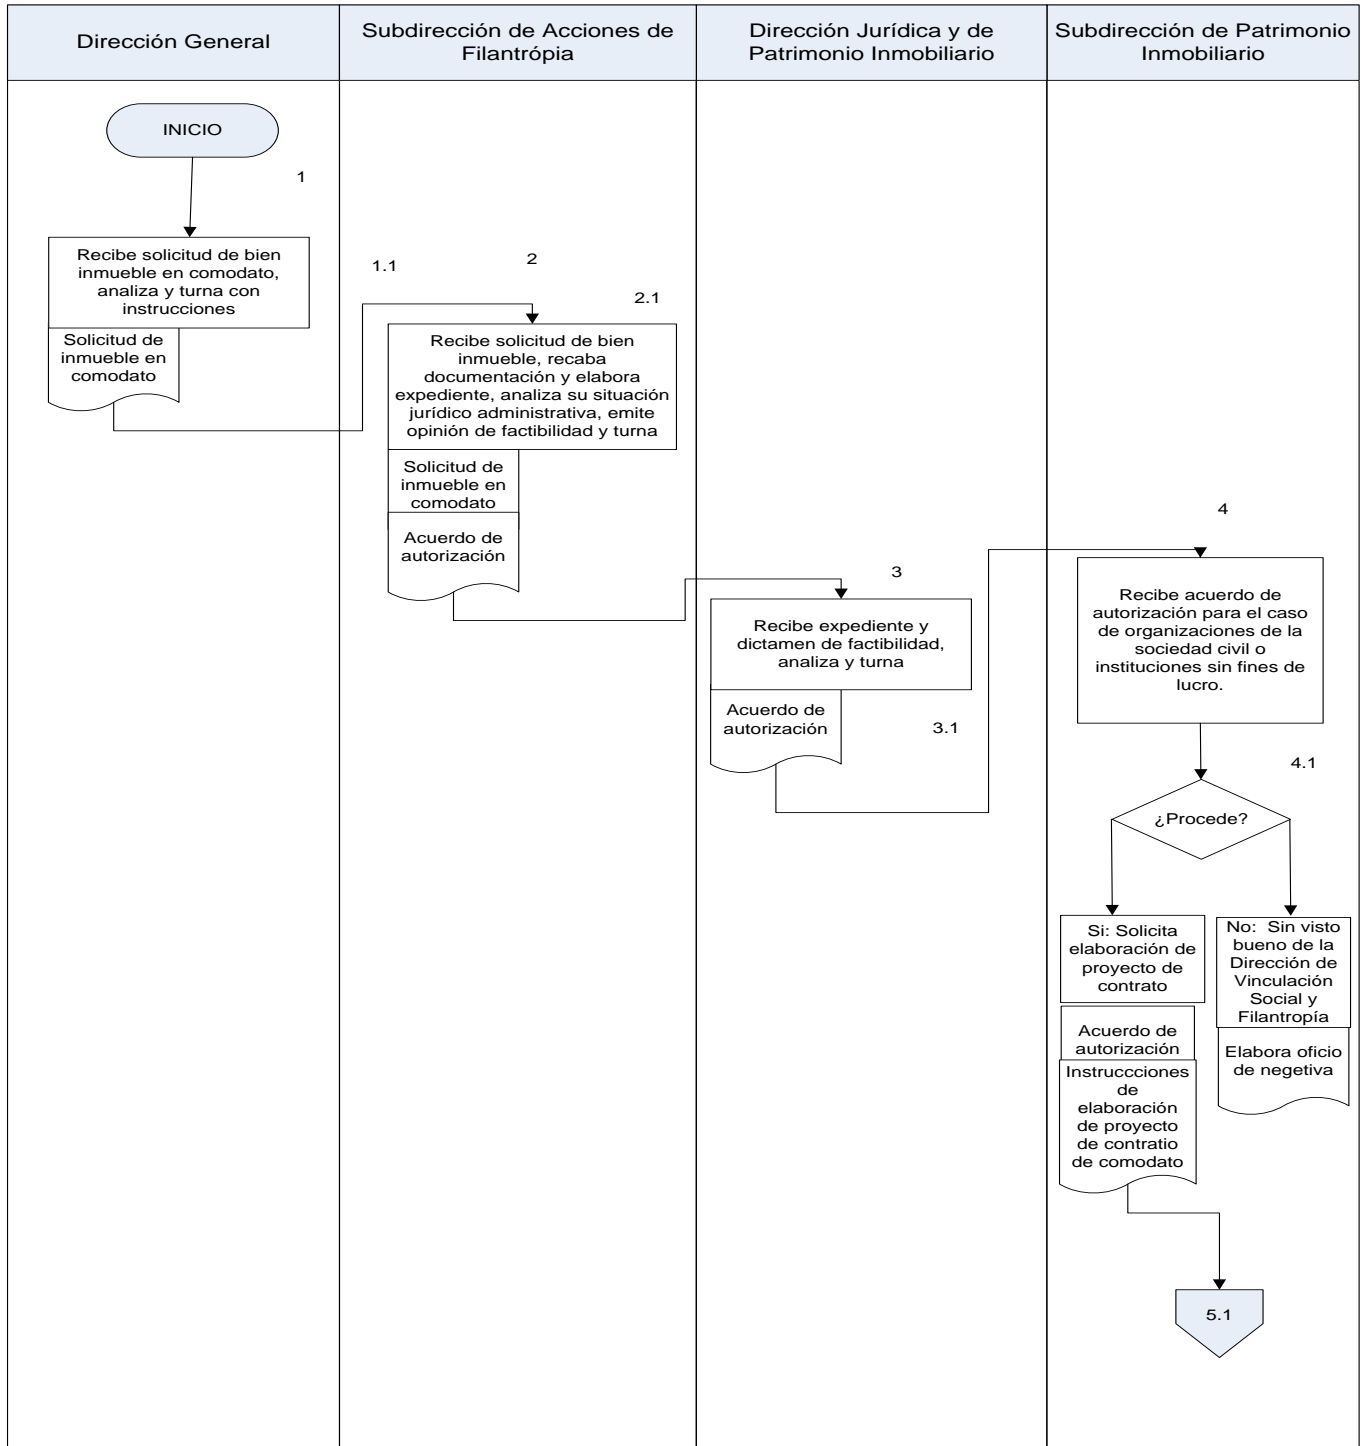 Dirección General
Subdirección de Acciones de
Filantrópia
Dirección Jurídica y de
Patrimonio Inmobiliario
Subdirección de Patrimonio
Inmobiliario
INICIO
1
Recibe solicitud de bien
inmueble en comodato,
analiza y turna con
instrucciones
Solicitud de
inmueble en
comodato
1.1
2
2.1
Recibe solicitud de bien
inmueble, recaba
documentación y elabora
expediente, analiza su situación
jurídico administrativa, emite
opinión de factibilidad y turna
Solicitud de
inmueble en
comodato
Acuerdo de
autorización
3
Recibe expediente y
dictamen de factibilidad,
analiza y turna
Acuerdo de
autorización
3.1
4
Recibe acuerdo de
autorización para el caso
de organizaciones de la
sociedad civil o
instituciones sin fines de
lucro.
4.1
¿Procede?
Si: Solicita
elaboración de
proyecto de
contrato
Acuerdo de
autorización
Instruccciones
de
elaboración
de proyecto
de contratio
de comodato
No:  Sin visto
bueno de la
Dirección de
Vinculación
Social y
Filantropía
Elabora oficio
de negetiva
5.1